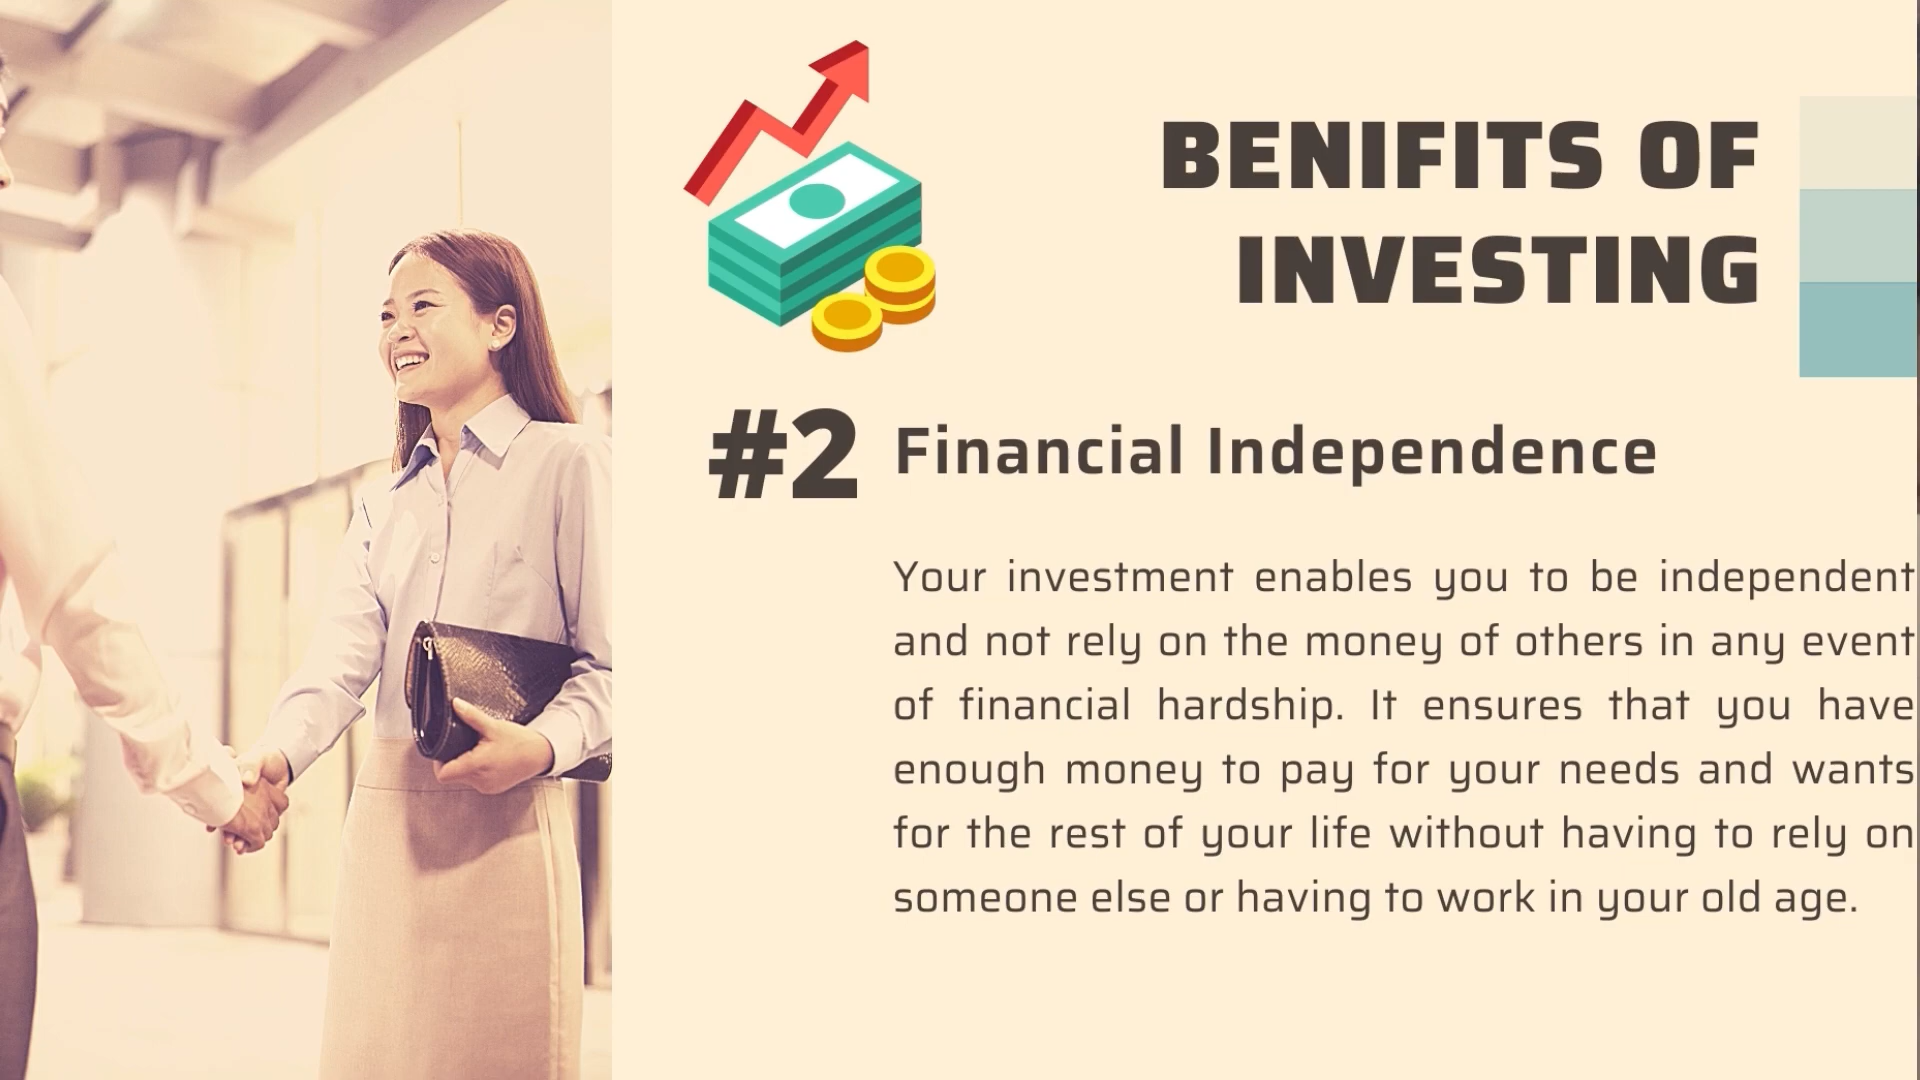 BENIFITS OF
INVESTING
#2 Financial Independence
Your investment enables you to be independent
and not rely on the money of others in any event
of financial hardship. It ensures that you have
enough money to pay for your needs and wants
for the rest of your life without having to rely on
someone else or having to work in your old age.